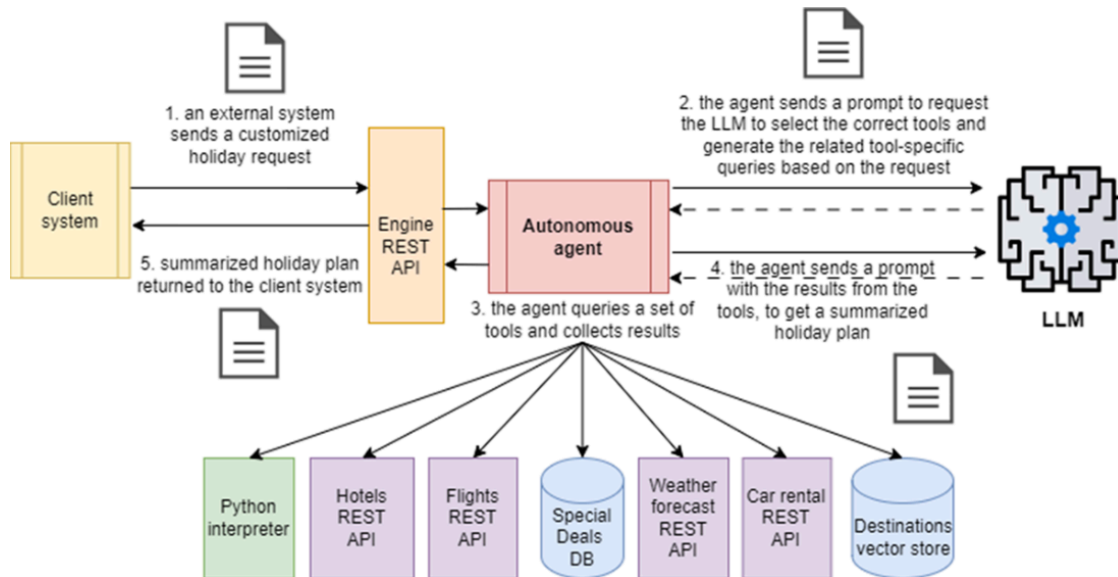 1. an external system
sends a customized
holiday request
2. the agent sends a prompt to request
the LLM to select the correct tools and
generate the related tool-specific
queries based on the request
Client
system
Engine
REST
API
Autonomous
agent
5. summarized holiday plan
returned to the client system
3. the agent queries a set of
tools and collects results
4. the agent sends a prompt
with the results from the
tools, to get a summarized
holiday plan
LLM
Python
interpreter
Hotels
REST
API
Flights
REST
API
Special
Deals
DB
Weather
forecast
REST
API
Car rental
REST
API
Destinations
vector store